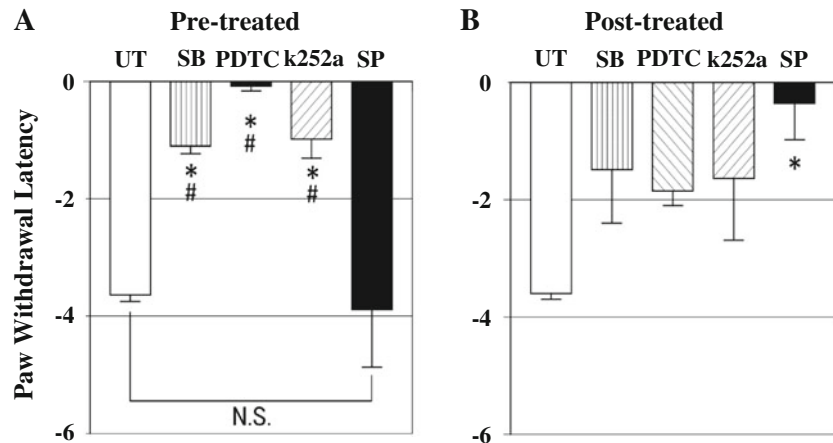 A Pre-treated
UT SB PDTC k252a SP
0
-2
-4
-6
Paw Withdrawal Latency
*
#
*
#
*
#
N.S.
B Post-treated
UT SB PDTC k252a SP
0
-2
-4
-6
*